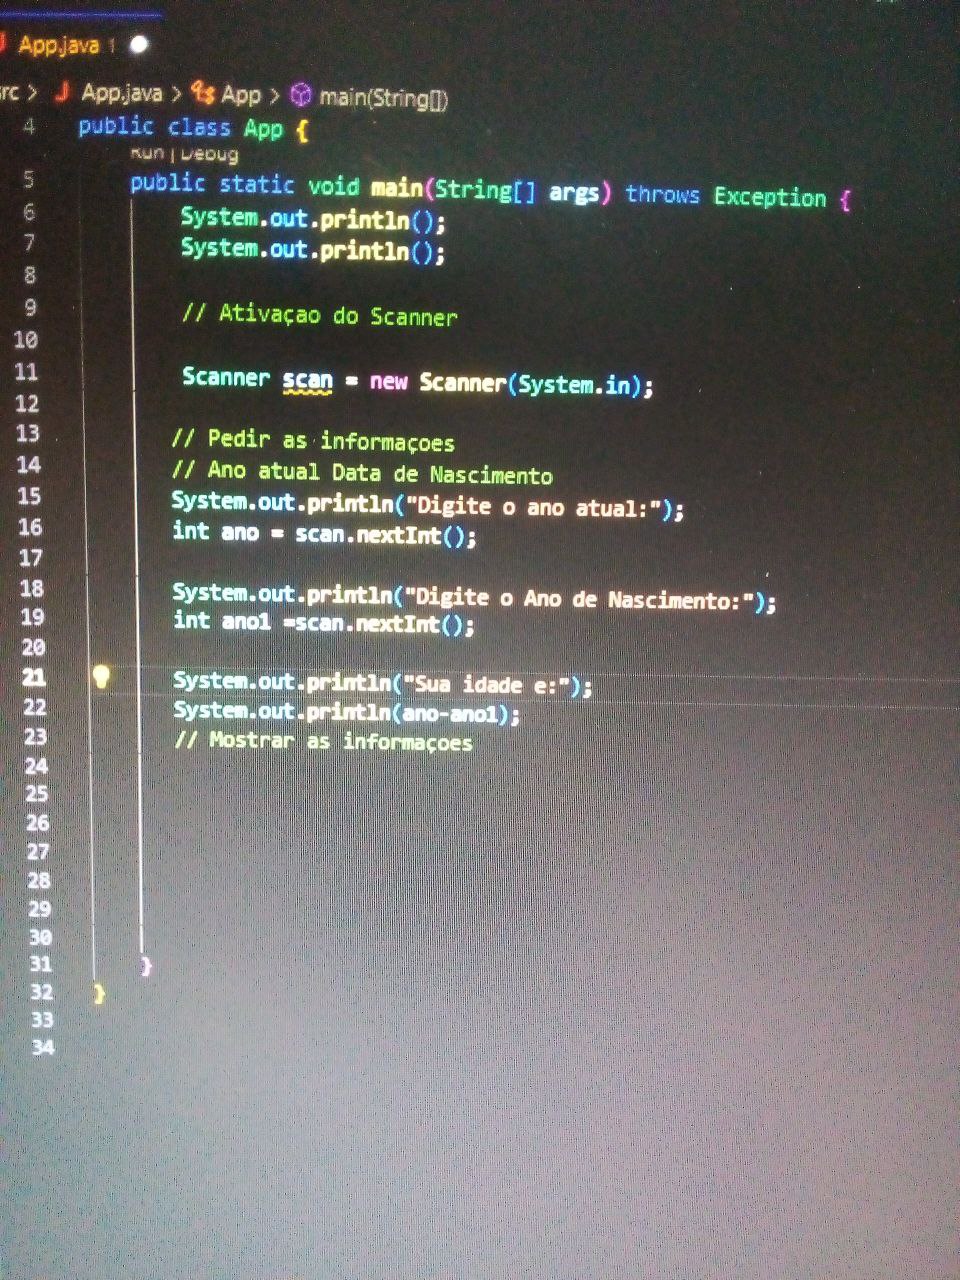 App.java 1
src > App.java > App > main(String[])
4 public class App {
Run | Debug
5 public static void main(String[] args) throws Exception {
6 System.out.println();
7 System.out.println();
8
9 // Ativaçao do Scanner
10
11 Scanner scan = new Scanner(System.in);
12
13 // Pedir as informaçoes
14 // Ano atual Data de Nascimento
15 System.out.println("Digite o ano atual:");
16 int ano = scan.nextInt();
17
18 System.out.println("Digite o Ano de Nascimento:");
19 int ano1 =scan.nextInt();
20
21 System.out.println("Sua idade e:");
22 System.out.println(ano-ano1);
23 // Mostrar as informaçoes
24
25
26
27
28
29
30
31 }
32 }
33
34